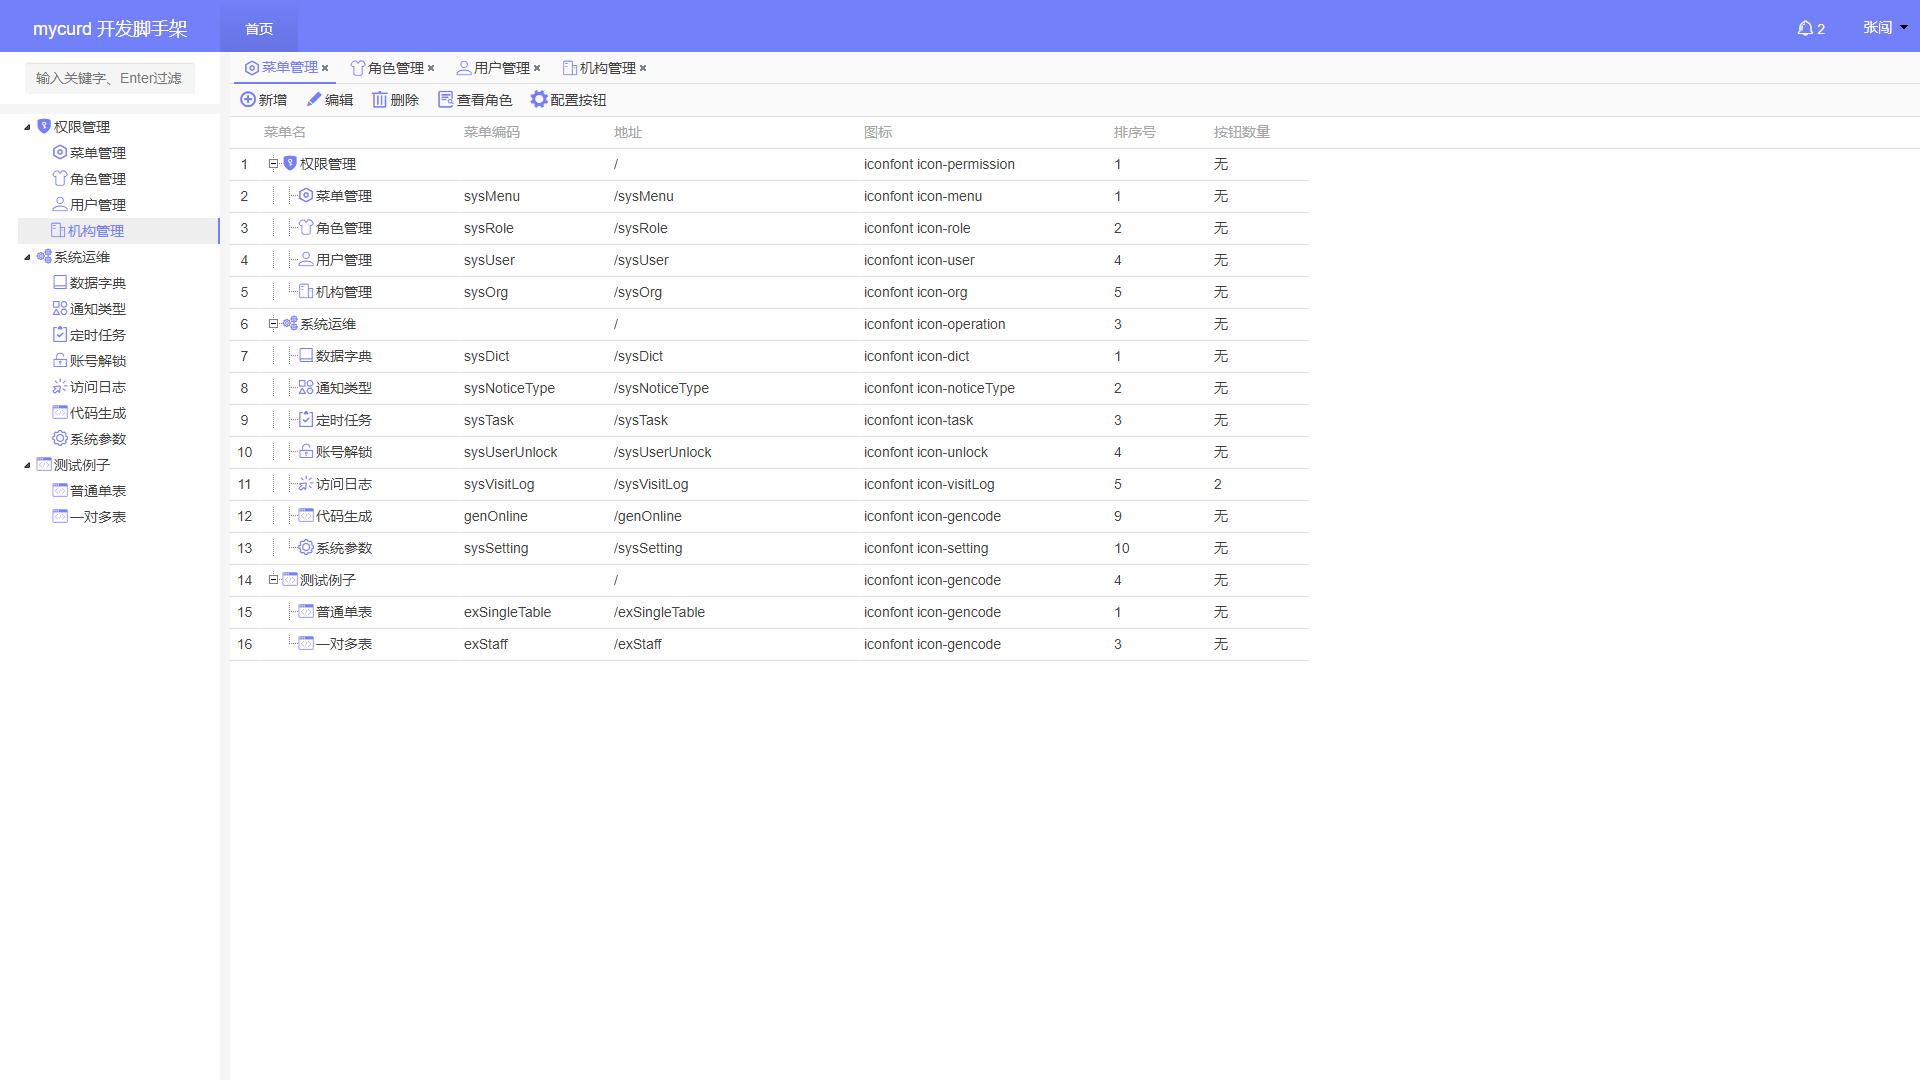 mycurd 开发脚手架 首页 2 张闯
输入关键字、Enter过滤
权限管理
菜单管理
角色管理
用户管理
机构管理
系统运维
数据字典
通知类型
定时任务
账号解锁
访问日志
代码生成
系统参数
测试例子
普通单表
一对多表
菜单管理 角色管理 用户管理 机构管理
新增 编辑 删除 查看角色 配置按钮
菜单名 菜单编码 地址 图标 排序号 按钮数量
1 权限管理 / iconfont icon-permission 1 无
2 菜单管理 sysMenu /sysMenu iconfont icon-menu 1 无
3 角色管理 sysRole /sysRole iconfont icon-role 2 无
4 用户管理 sysUser /sysUser iconfont icon-user 4 无
5 机构管理 sysOrg /sysOrg iconfont icon-org 5 无
6 系统运维 / iconfont icon-operation 3 无
7 数据字典 sysDict /sysDict iconfont icon-dict 1 无
8 通知类型 sysNoticeType /sysNoticeType iconfont icon-noticeType 2 无
9 定时任务 sysTask /sysTask iconfont icon-task 3 无
10 账号解锁 sysUserUnlock /sysUserUnlock iconfont icon-unlock 4 无
11 访问日志 sysVisitLog /sysVisitLog iconfont icon-visitLog 5 2
12 代码生成 genOnline /genOnline iconfont icon-gencode 9 无
13 系统参数 sysSetting /sysSetting iconfont icon-setting 10 无
14 测试例子 / iconfont icon-gencode 4 无
15 普通单表 exSingleTable /exSingleTable iconfont icon-gencode 1 无
16 一对多表 exStaff /exStaff iconfont icon-gencode 3 无